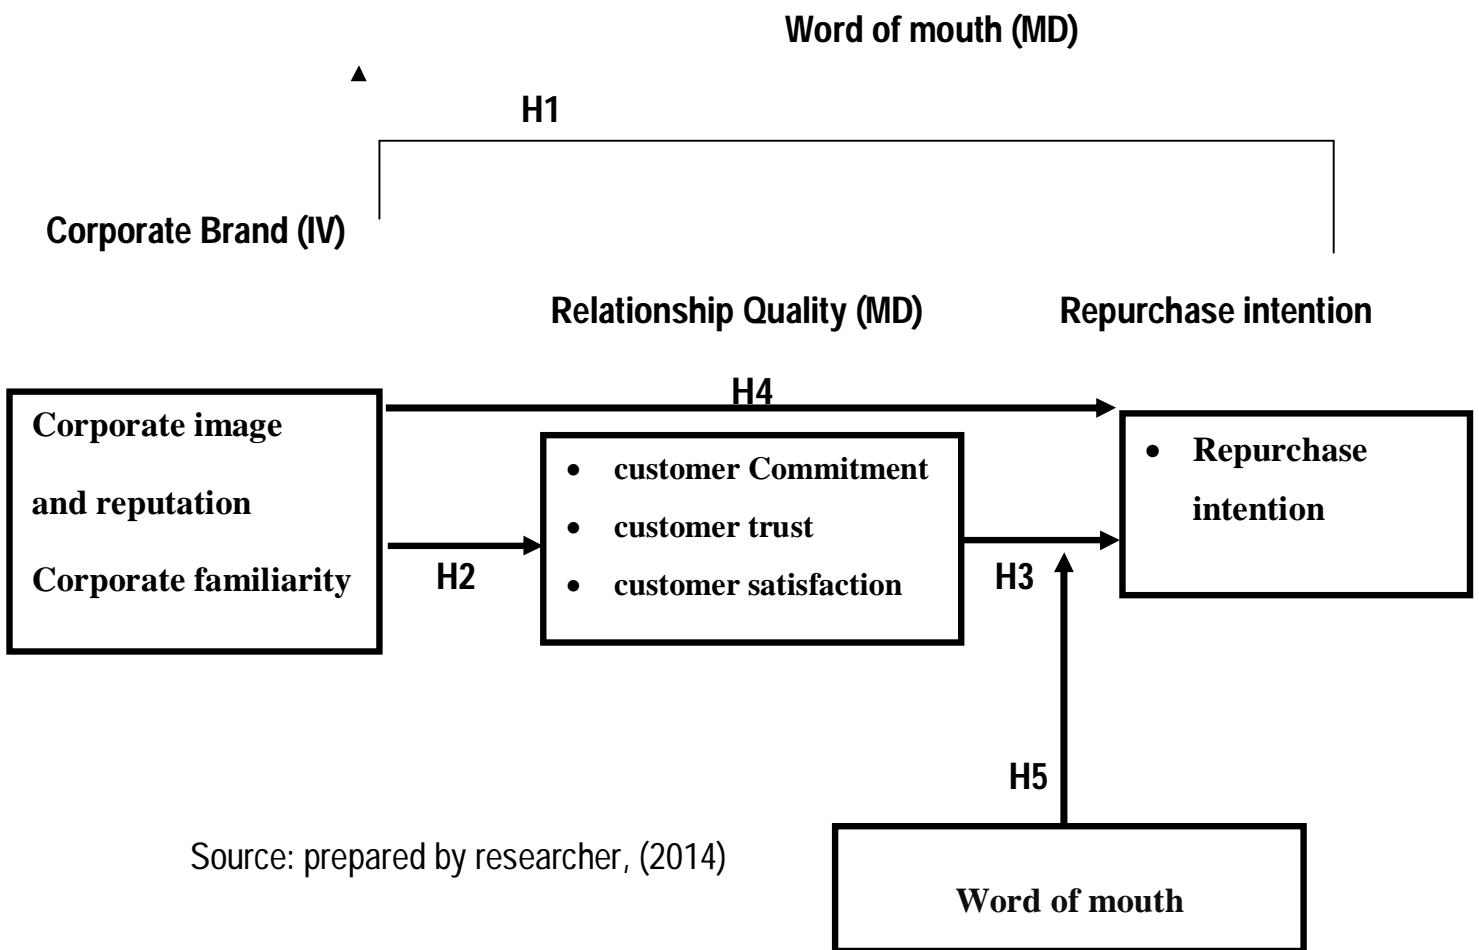 Word of mouth (MD)
H1
Corporate Brand (IV)
Relationship Quality (MD)
Repurchase intention
H4
Corporate image
and reputation
Corporate familiarity
H2
• customer Commitment
• customer trust
• customer satisfaction
H3
• Repurchase
intention
H5
Source: prepared by researcher, (2014)
Word of mouth